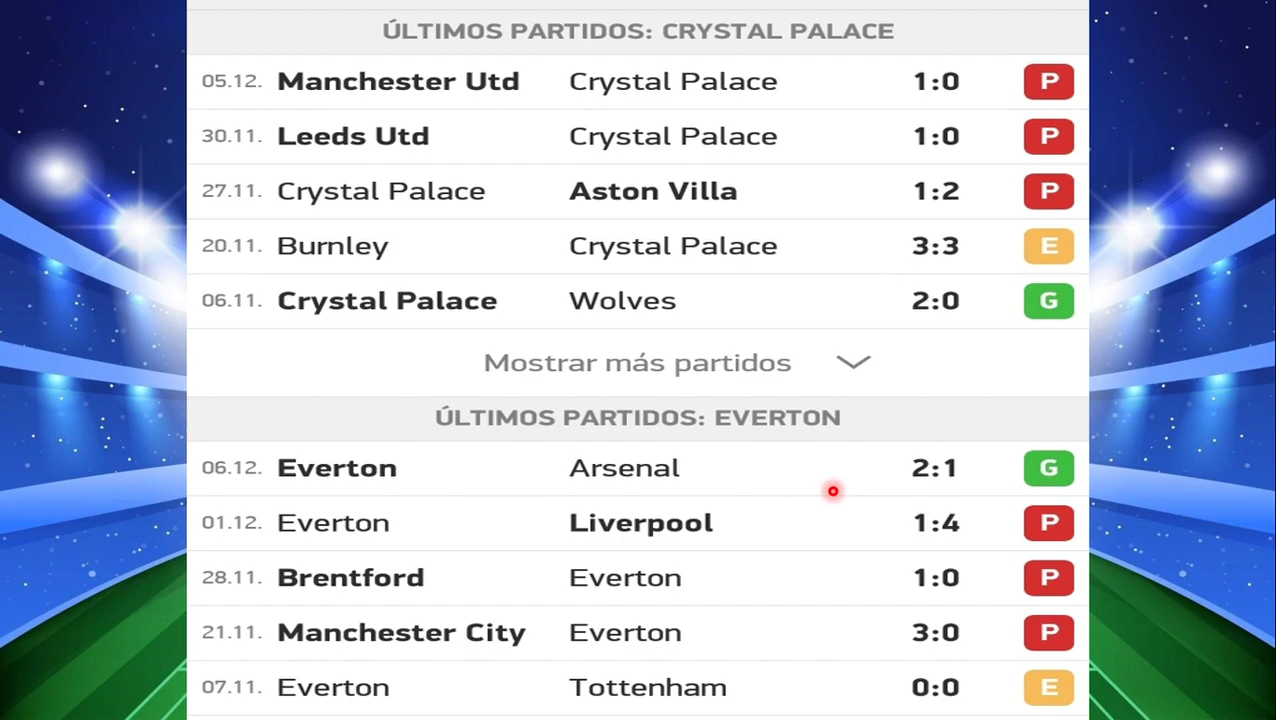 ÚLTIMOS PARTIDOS: CRYSTAL PALACE
05.12. Manchester Utd Crystal Palace 1:0 P
30.11. Leeds Utd Crystal Palace 1:0 P
27.11. Crystal Palace Aston Villa 1:2 P
20.11. Burnley Crystal Palace 3:3 E
06.11. Crystal Palace Wolves 2:0 G
Mostrar más partidos
ÚLTIMOS PARTIDOS: EVERTON
06.12. Everton Arsenal 2:1 G
01.12. Everton Liverpool 1:4 P
28.11. Brentford Everton 1:0 P
21.11. Manchester City Everton 3:0 P
07.11. Everton Tottenham 0:0 E